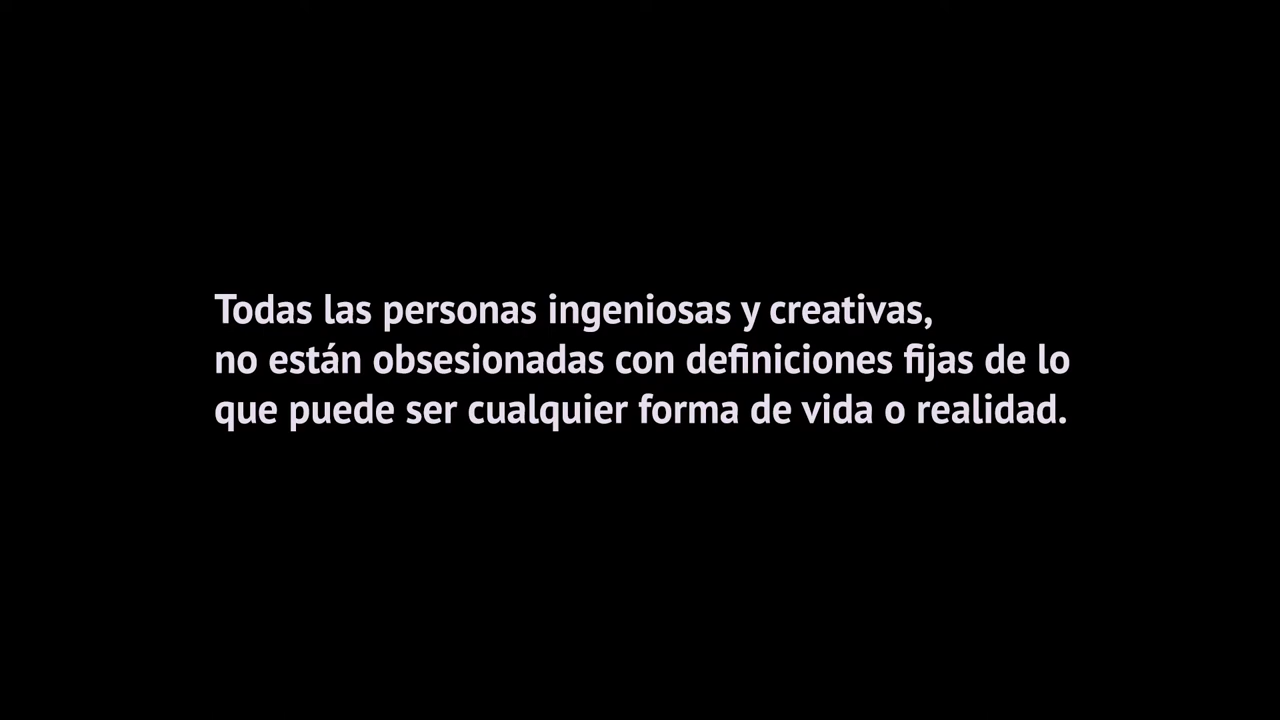 Todas las personas ingeniosas y creativas,
no están obsesionadas con definiciones fijas de lo
que puede ser cualquier forma de vida o realidad.